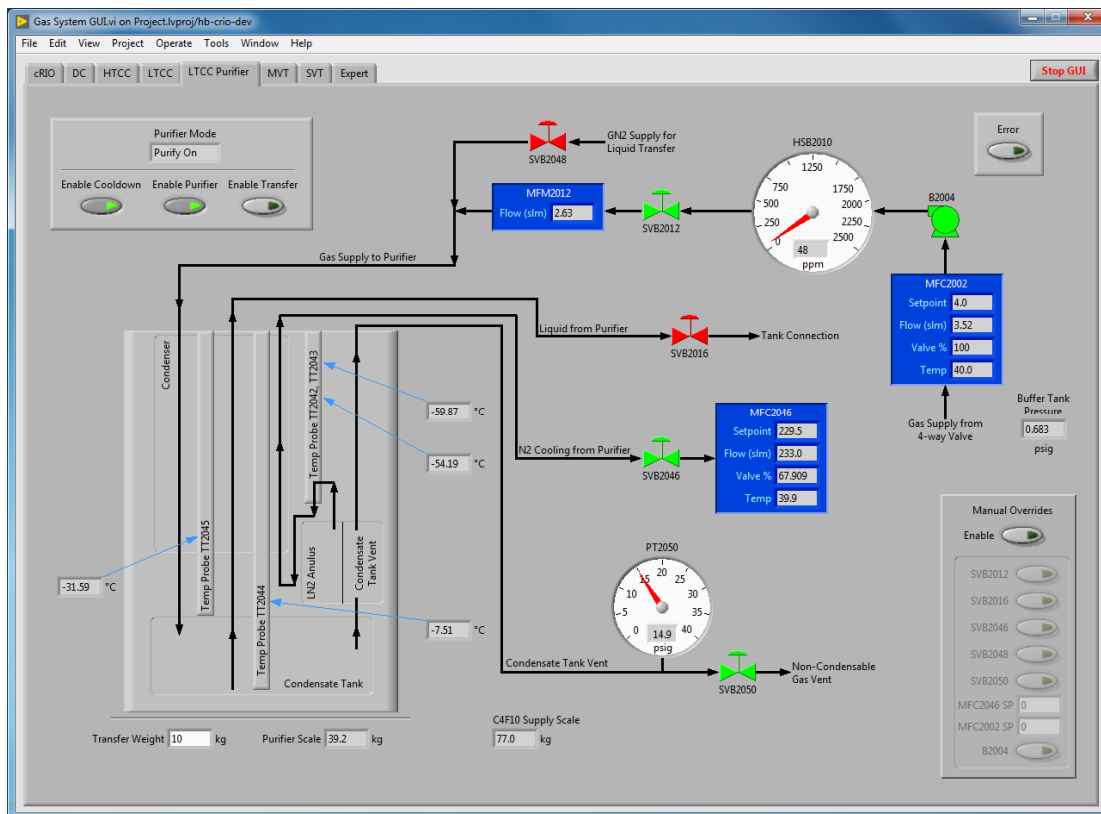 Gas System GUI.vi on Project.lvproj/hb-crio-dev
File Edit View Project Operate Tools Window Help
cRIO DC HTCC LTCC LTCC Purifier MVT SVT Expert
Stop GUI
Purifier Mode
Purify On
Enable Cooldown Enable Purifier Enable Transfer
SVB2048
GN2 Supply for
Liquid Transfer
MFM2012
Flow (slm) 2.63
SVB2012
HSB2010
0
250
500
750
1250
1750
2000
2250
2500
48
ppm
Error
B2004
MFC2002
Setpoint 4.0
Flow (slm) 3.52
Valve % 100
Temp 40.0
Gas Supply from
4-way Valve
Buffer Tank
Pressure
0.683
psig
Gas Supply to Purifier
Liquid from Purifier
SVB2016
Tank Connection
Condenser
Temp Probe TT2045
Temp Probe TT2044
Temp Probe TT2042, TT2043
LN2 Anulus
Condensate
Tank Vent
Condensate Tank
-59.87 °C
-54.19 °C
-31.59 °C
-7.51 °C
N2 Cooling from Purifier
SVB2046
MFC2046
Setpoint 229.5
Flow (slm) 233.0
Valve % 67.909
Temp 39.9
PT2050
0
5
10
15
20
25
30
35
40
14.9
psig
Condensate Tank Vent
SVB2050
Non-Condensable
Gas Vent
Transfer Weight 10 kg
Purifier Scale 39.2 kg
C4F10 Supply Scale
77.0 kg
Manual Overrides
Enable
SVB2012
SVB2016
SVB2046
SVB2048
SVB2050
MFC2046 SP 0
MFC2002 SP 0
B2004